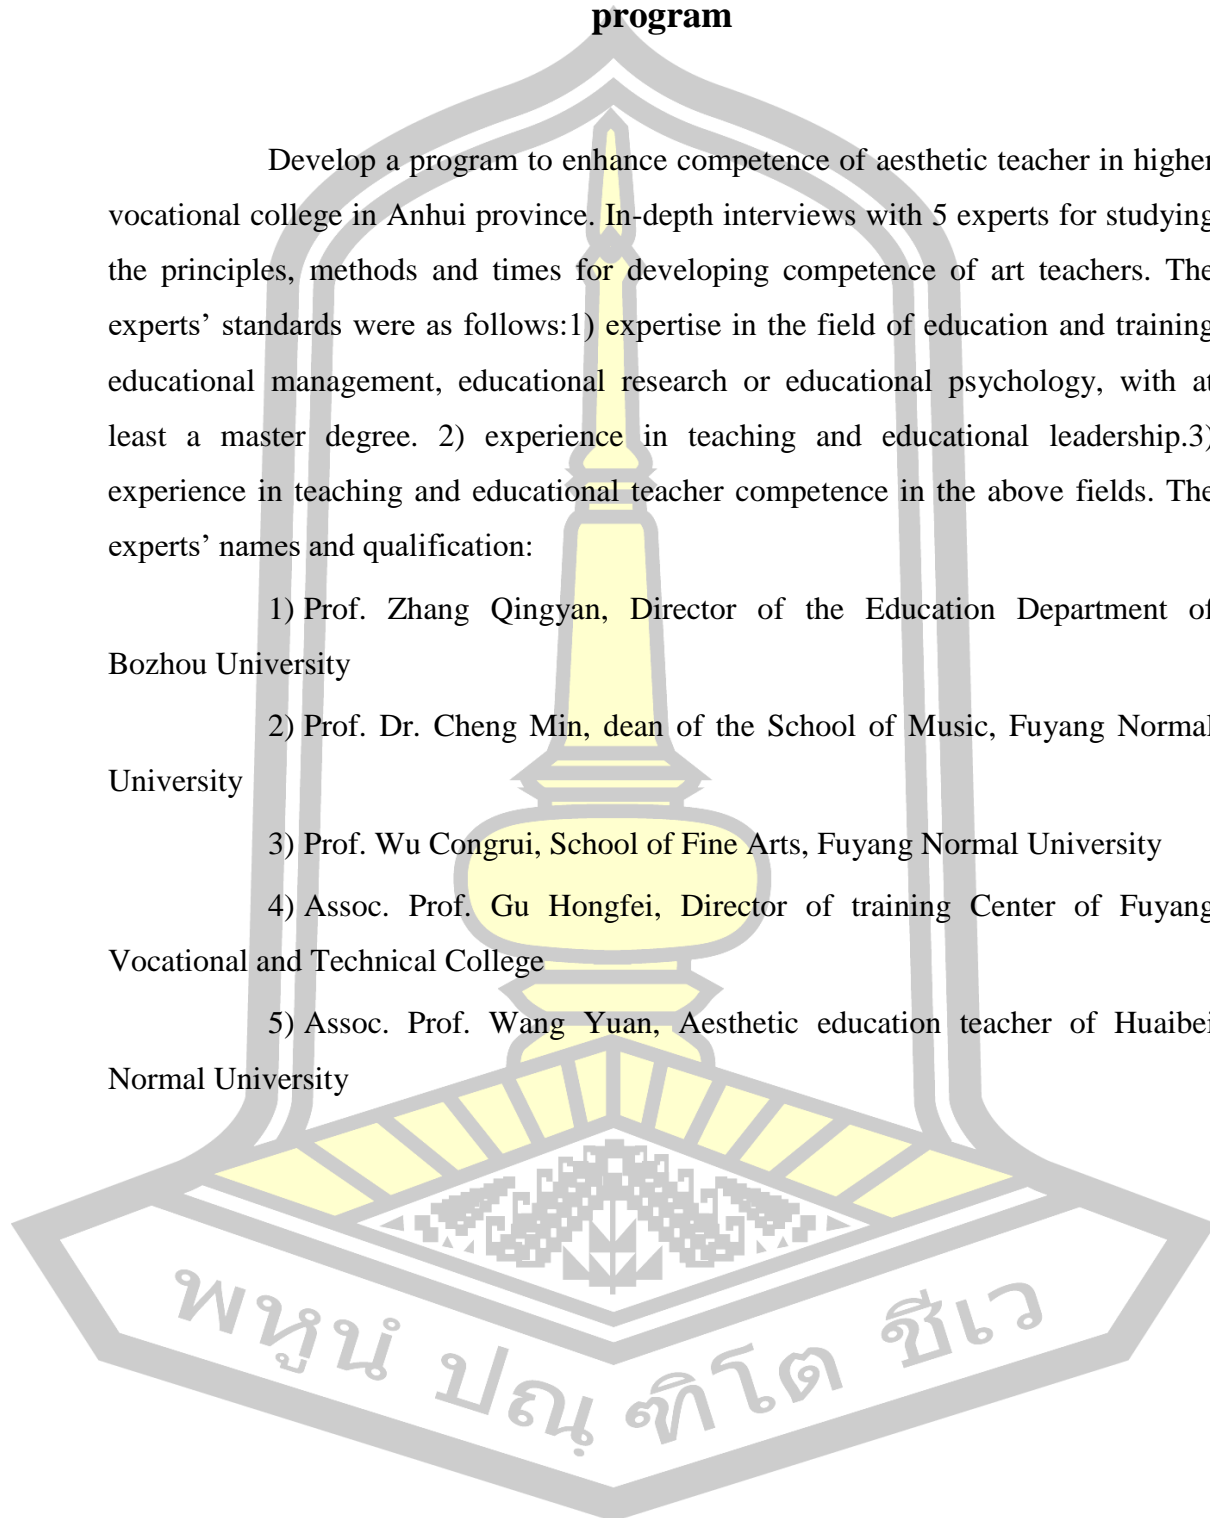 program
Develop a program to enhance competence of aesthetic teacher in higher
vocational college in Anhui province. In-depth interviews with 5 experts for studying
the principles, methods and times for developing competence of art teachers. The
experts’ standards were as follows:1) expertise in the field of education and training
educational management, educational research or educational psychology, with at
least a master degree. 2) experience in teaching and educational leadership.3)
experience in teaching and educational teacher competence in the above fields. The
experts’ names and qualification:
1) Prof. Zhang Qingyan, Director of the Education Department of
Bozhou University
2) Prof. Dr. Cheng Min, dean of the School of Music, Fuyang Normal
University
3) Prof. Wu Congrui, School of Fine Arts, Fuyang Normal University
4) Assoc. Prof. Gu Hongfei, Director of training Center of Fuyang
Vocational and Technical College
5) Assoc. Prof. Wang Yuan, Aesthetic education teacher of Huaibei
Normal University
พหูนํ ปณฺฑิโต ชีเว